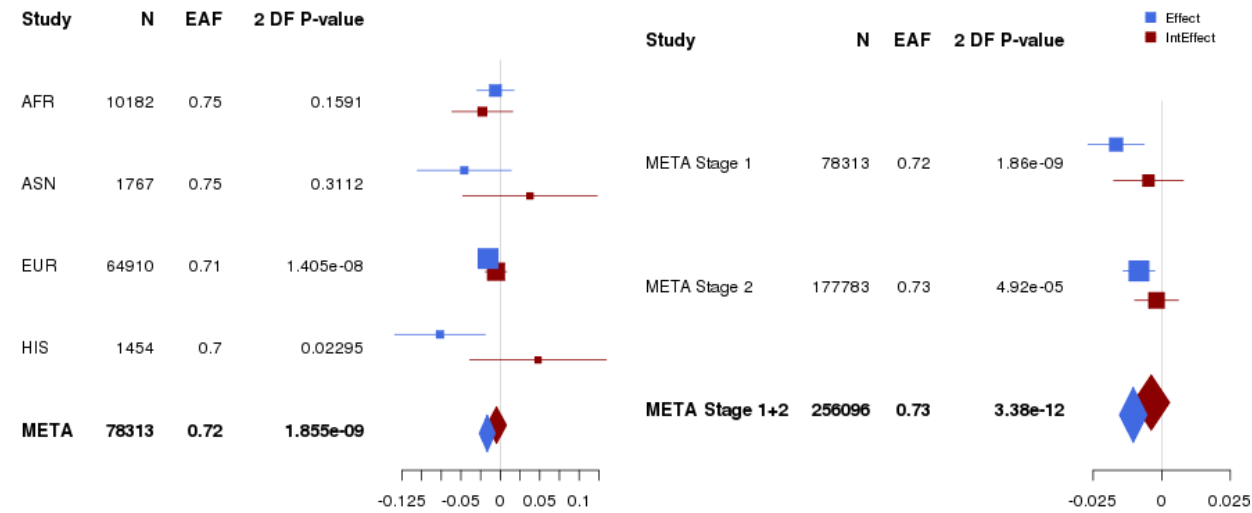 Study N EAF 2 DF P-value
AFR 10182 0.75 0.1591
ASN 1767 0.75 0.3112
EUR 64910 0.71 1.405e-08
HIS 1454 0.7 0.02295
META 78313 0.72 1.855e-09
-0.125 -0.05 0 0.05 0.1
Effect
IntEffect
Study N EAF 2 DF P-value
META Stage 1 78313 0.72 1.86e-09
META Stage 2 177783 0.73 4.92e-05
META Stage 1+2 256096 0.73 3.38e-12
-0.025 0 0.025